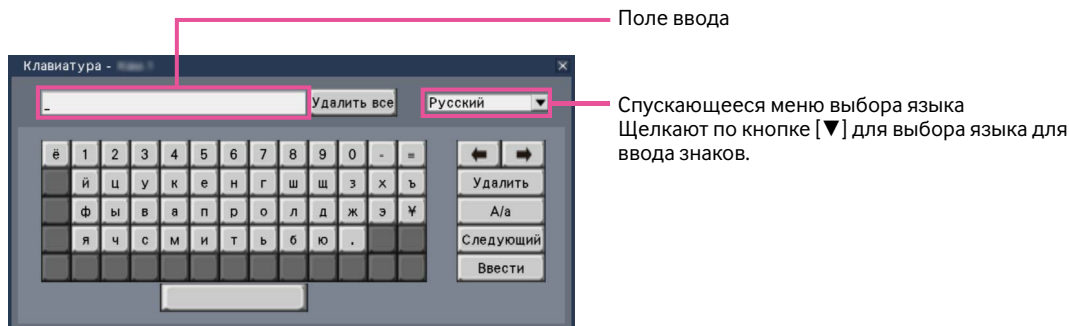 Поле ввода
Клавиатура -
_
Удалить все
Русский ▼
Спускающееся меню выбора языка
Щелкают по кнопке [▼] для выбора языка для
ввода знаков.
ё 1 2 3 4 5 6 7 8 9 0 - =
й ц у к е н г ш щ з х ъ
Удалить
ф ы в а п р о л д ж э ¥
A/a
я ч с м и т ь б ю .
Следующий
Ввести